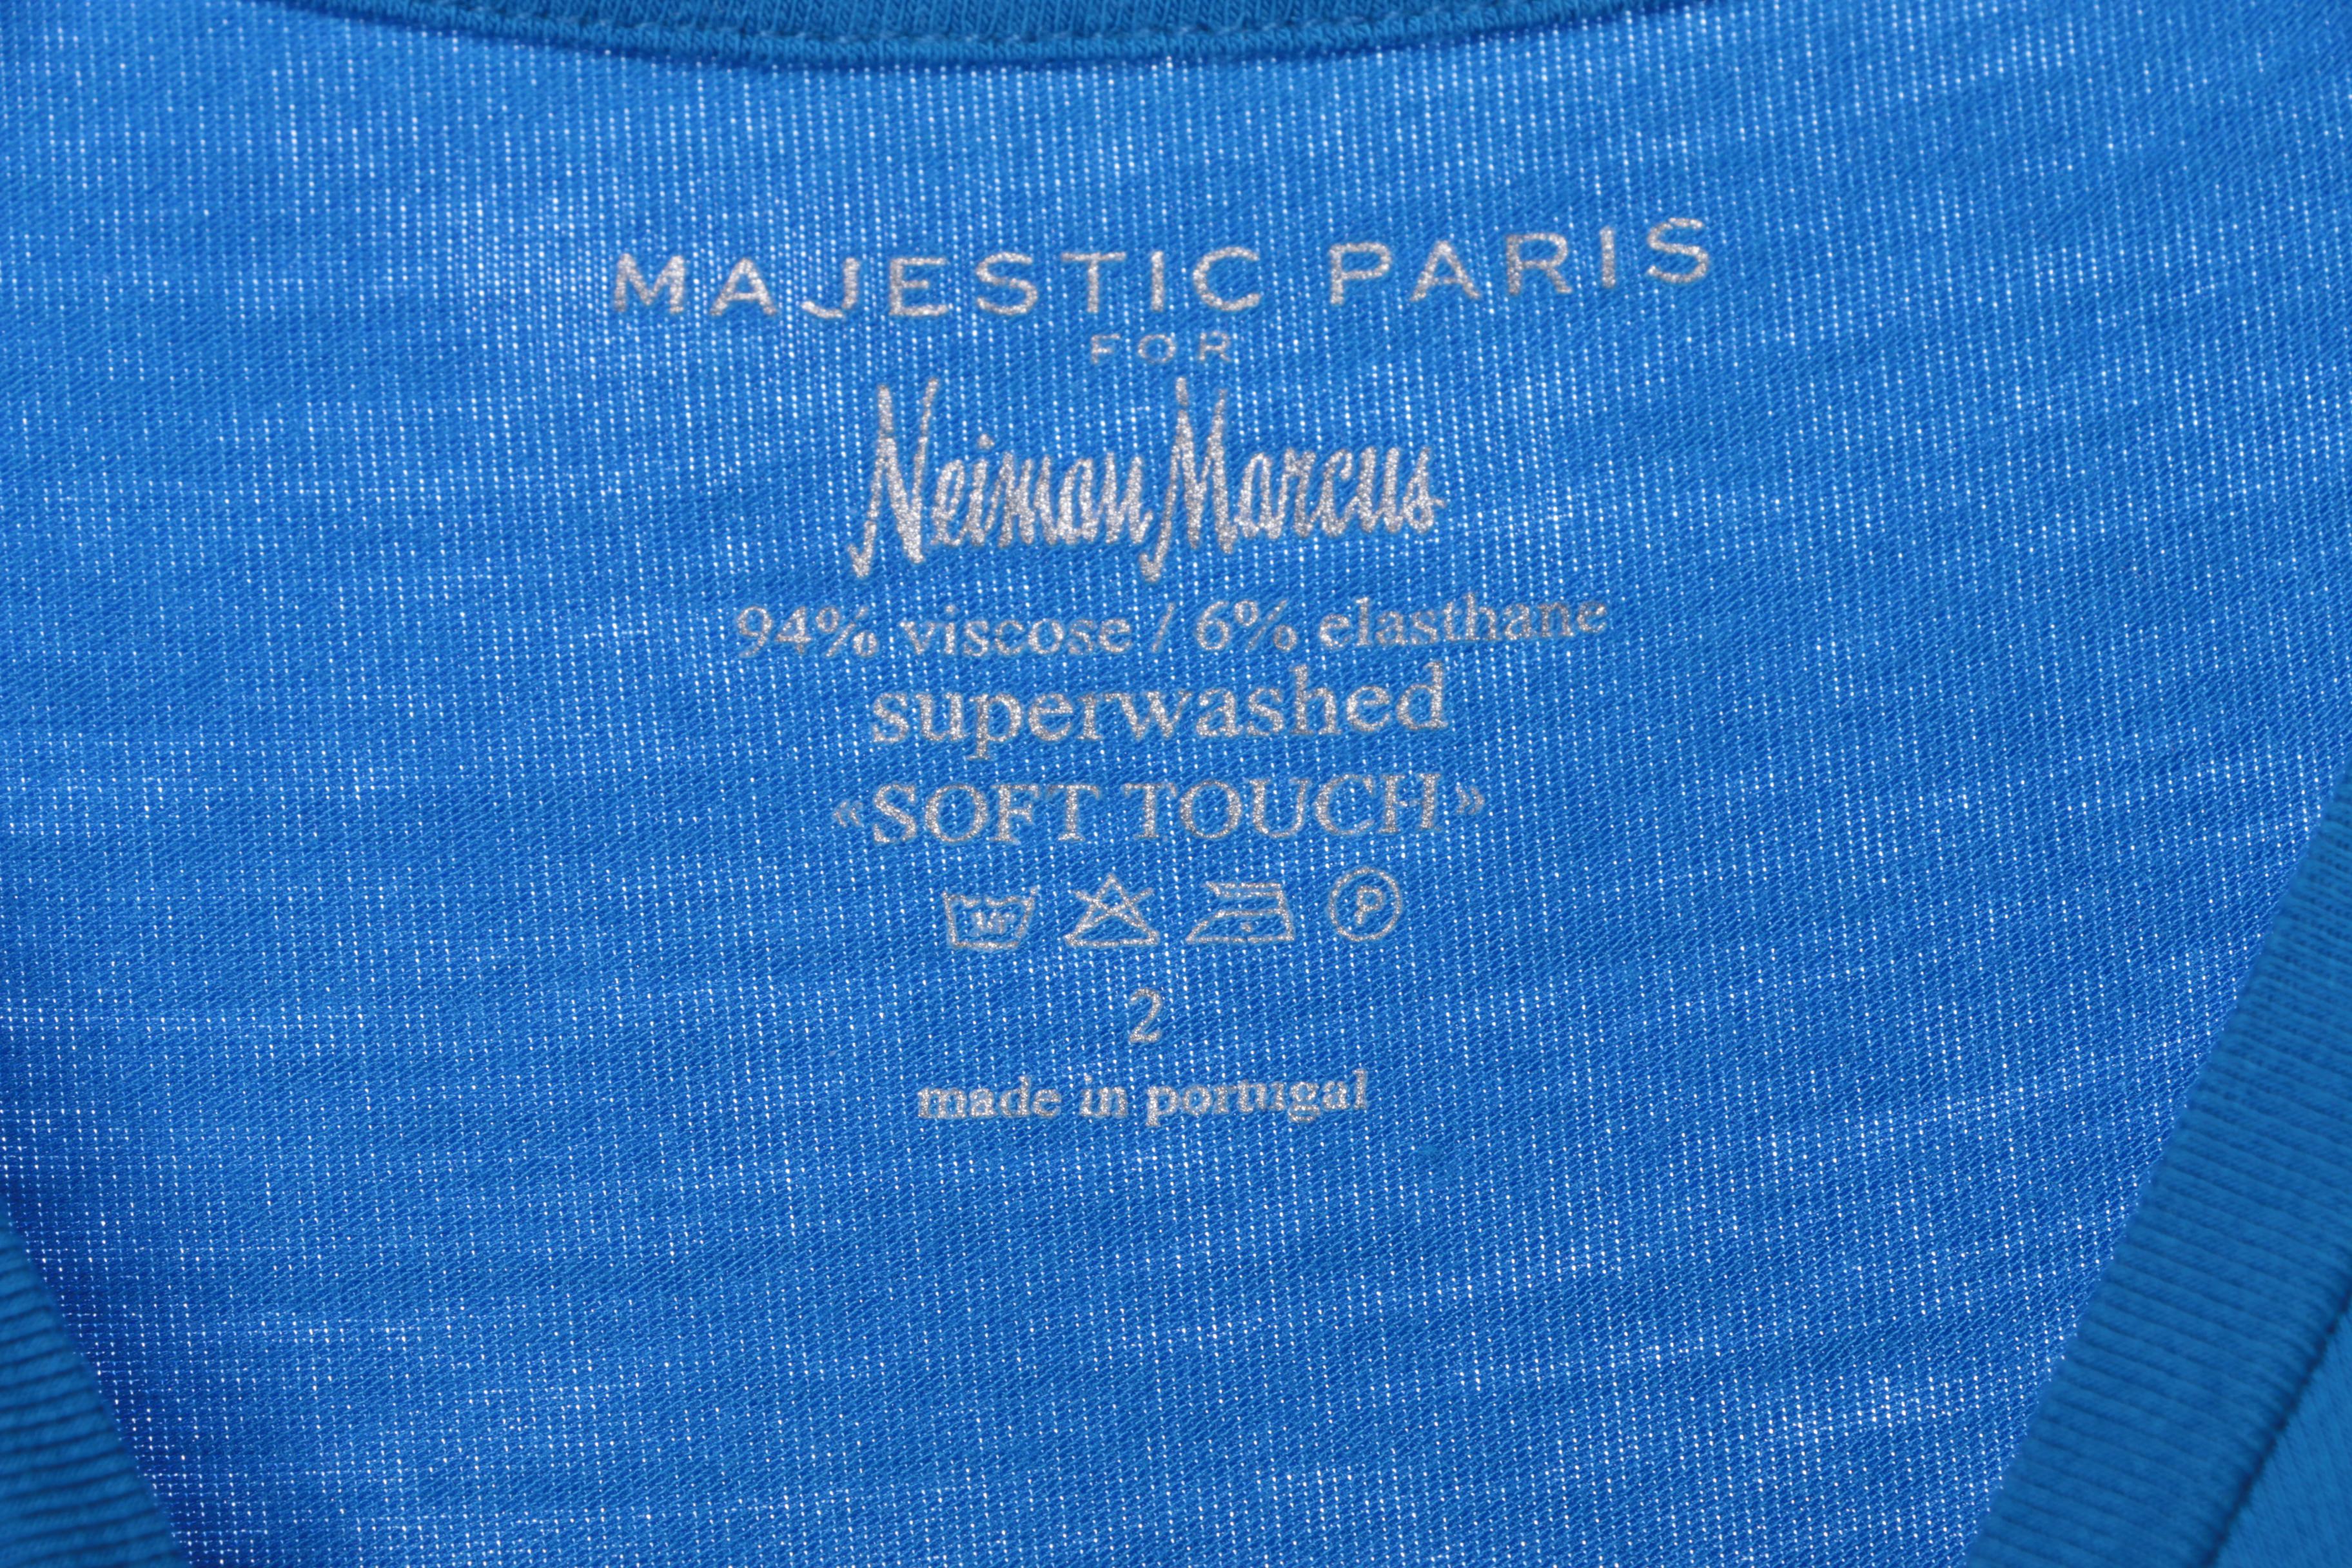 MAJESTIC PARIS
FOR
Neiman Marcus
94% viscose / 6% elasthane
superwashed
«SOFT TOUCH»
P
2
made in portugal